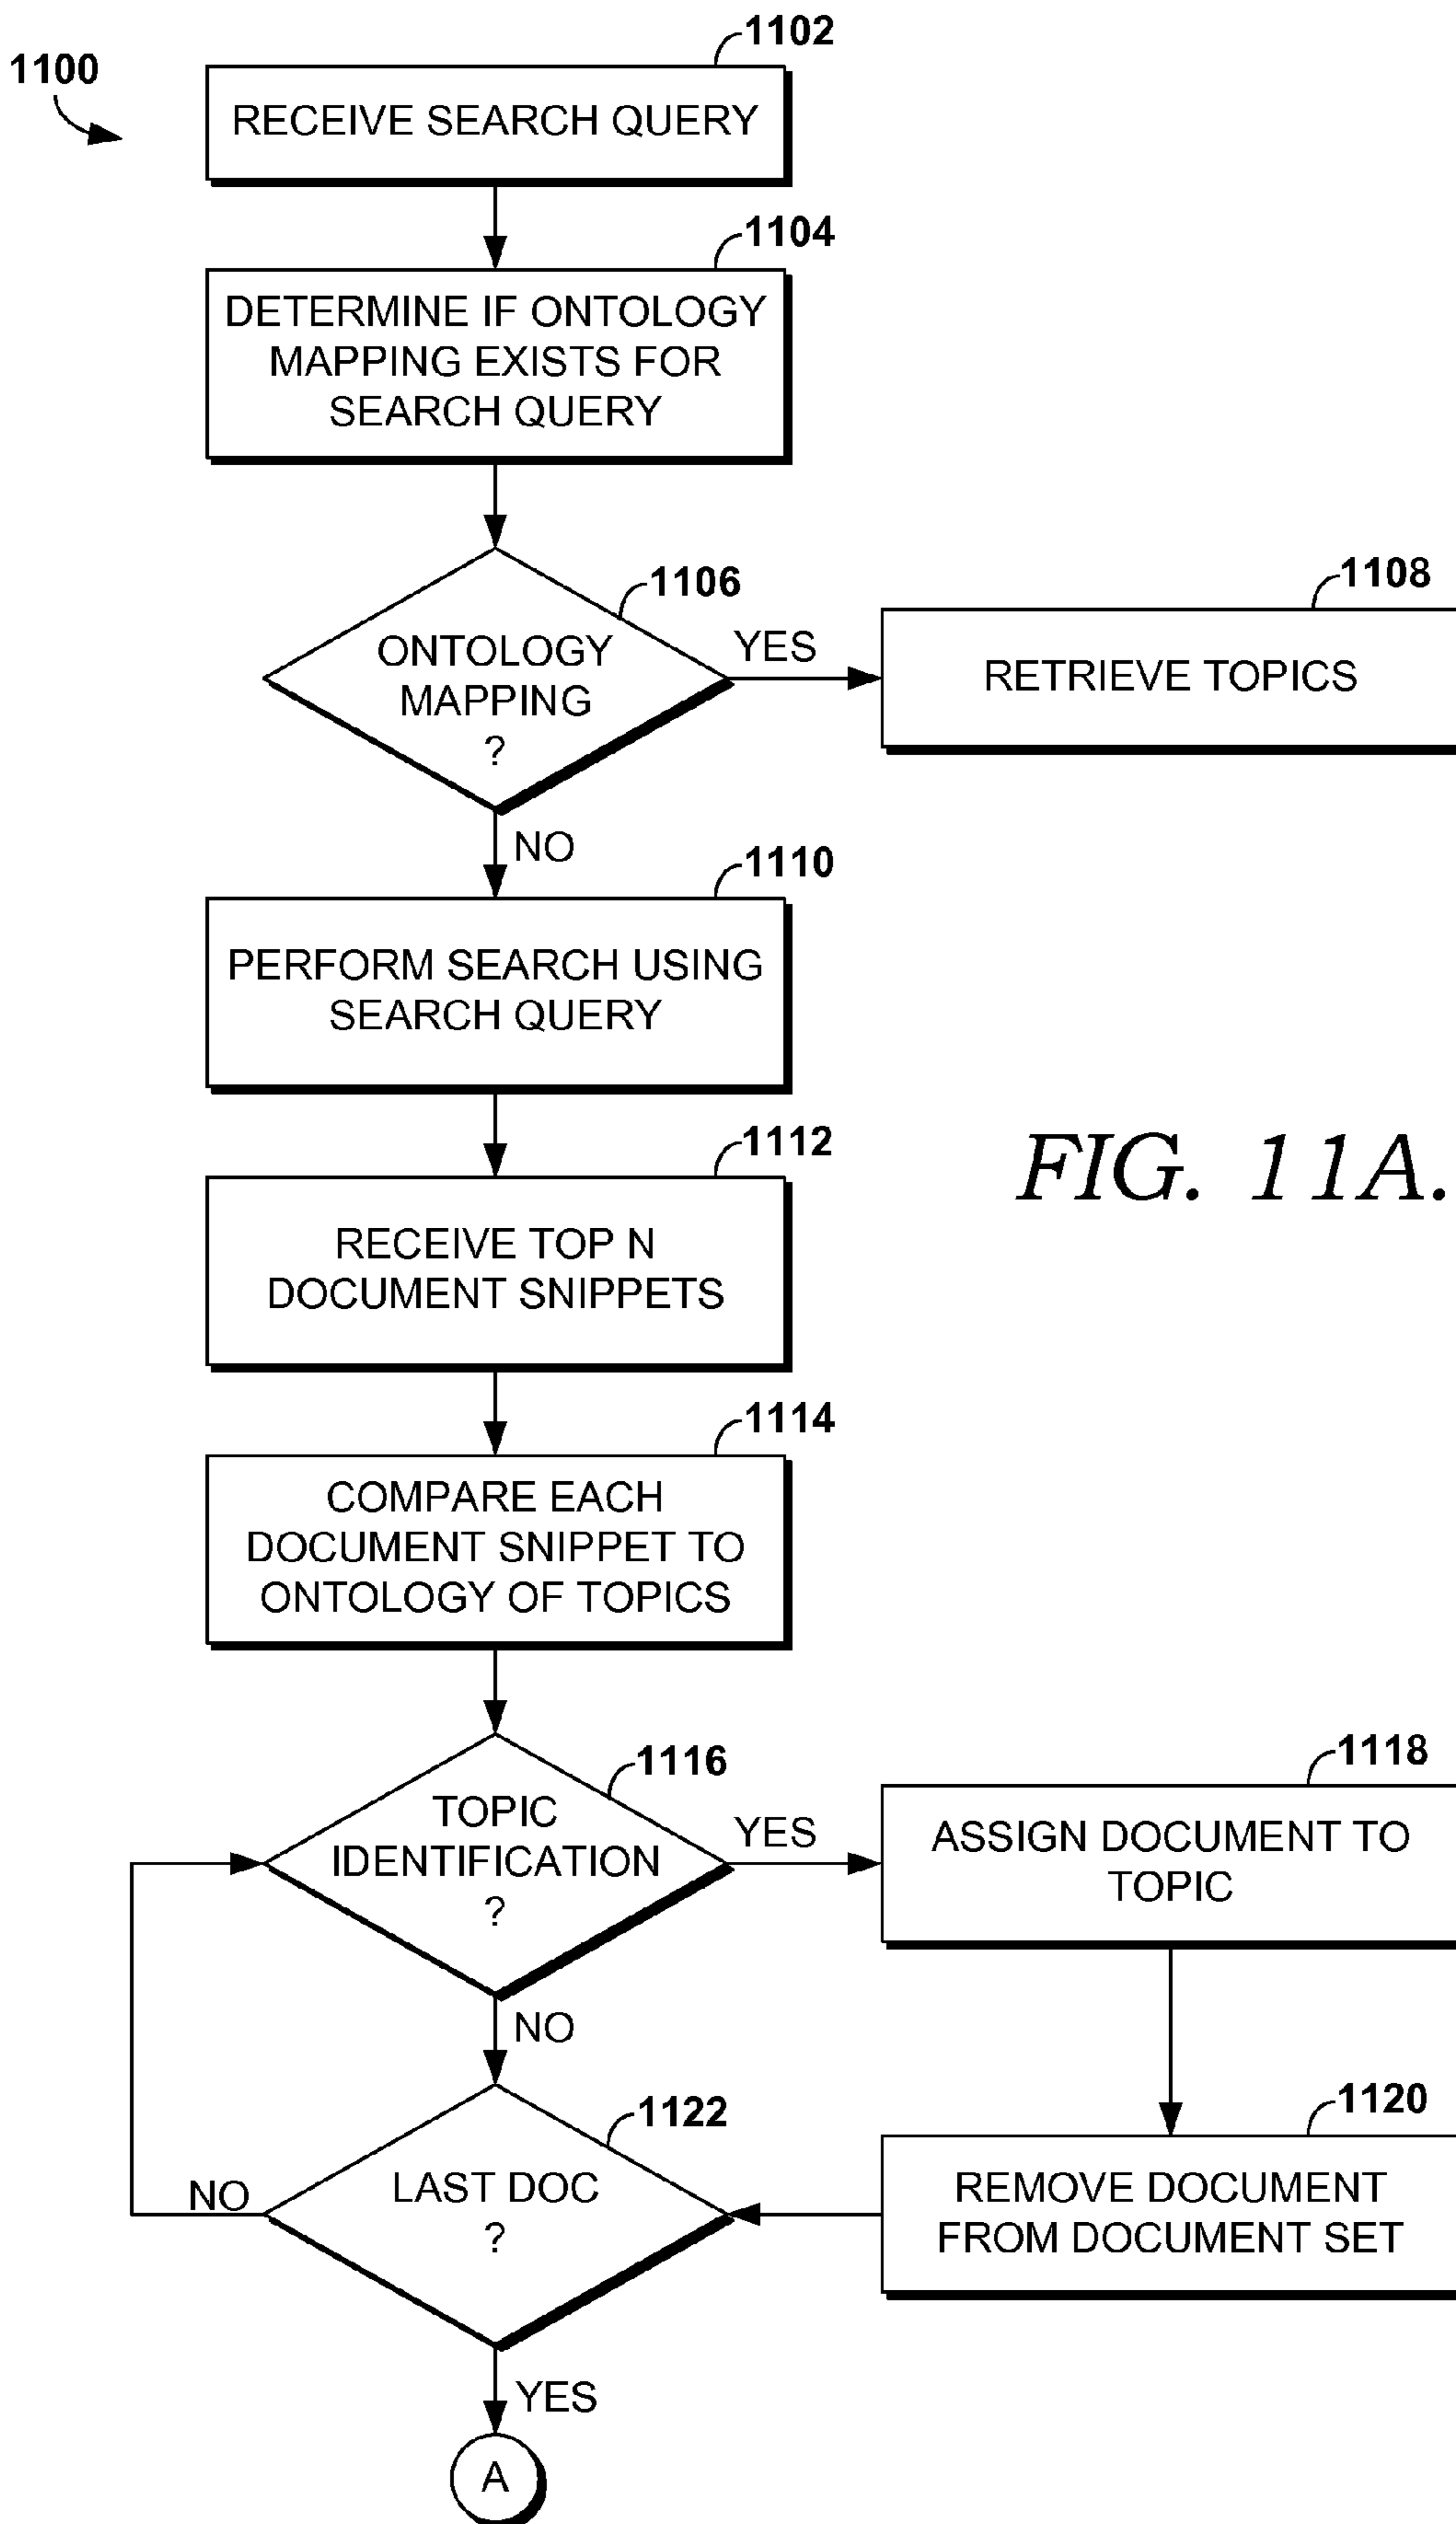 1100
1102
RECEIVE SEARCH QUERY
1104
DETERMINE IF ONTOLOGY
MAPPING EXISTS FOR
SEARCH QUERY
1106
ONTOLOGY
MAPPING
?
YES
1108
RETRIEVE TOPICS
NO
1110
PERFORM SEARCH USING
SEARCH QUERY
1112
RECEIVE TOP N
DOCUMENT SNIPPETS
FIG. 11A.
1114
COMPARE EACH
DOCUMENT SNIPPET TO
ONTOLOGY OF TOPICS
1116
TOPIC
IDENTIFICATION
?
YES
1118
ASSIGN DOCUMENT TO
TOPIC
NO
1120
REMOVE DOCUMENT
FROM DOCUMENT SET
1122
LAST DOC
?
NO
YES
A